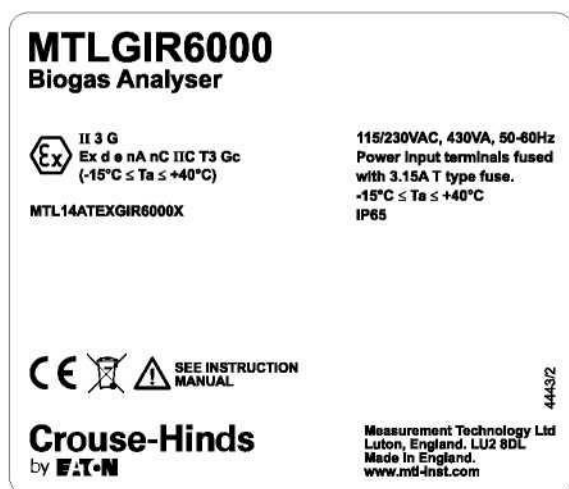 MTLGIR6000
Biogas Analyser
Ex
II 3 G
Ex d e nA nC IIC T3 Gc
(-15°C ≤ Ta ≤ +40°C)
MTL14ATEXGIR6000X
115/230VAC, 430VA, 50-60Hz
Power input terminals fused
with 3.15A T type fuse.
-15°C ≤ Ta ≤ +40°C
IP65
CE
SEE INSTRUCTION
MANUAL
4443/2
Crouse-Hinds
by EATON
Measurement Technology Ltd
Luton, England. LU2 8DL
Made in England.
www.mtl-inst.com